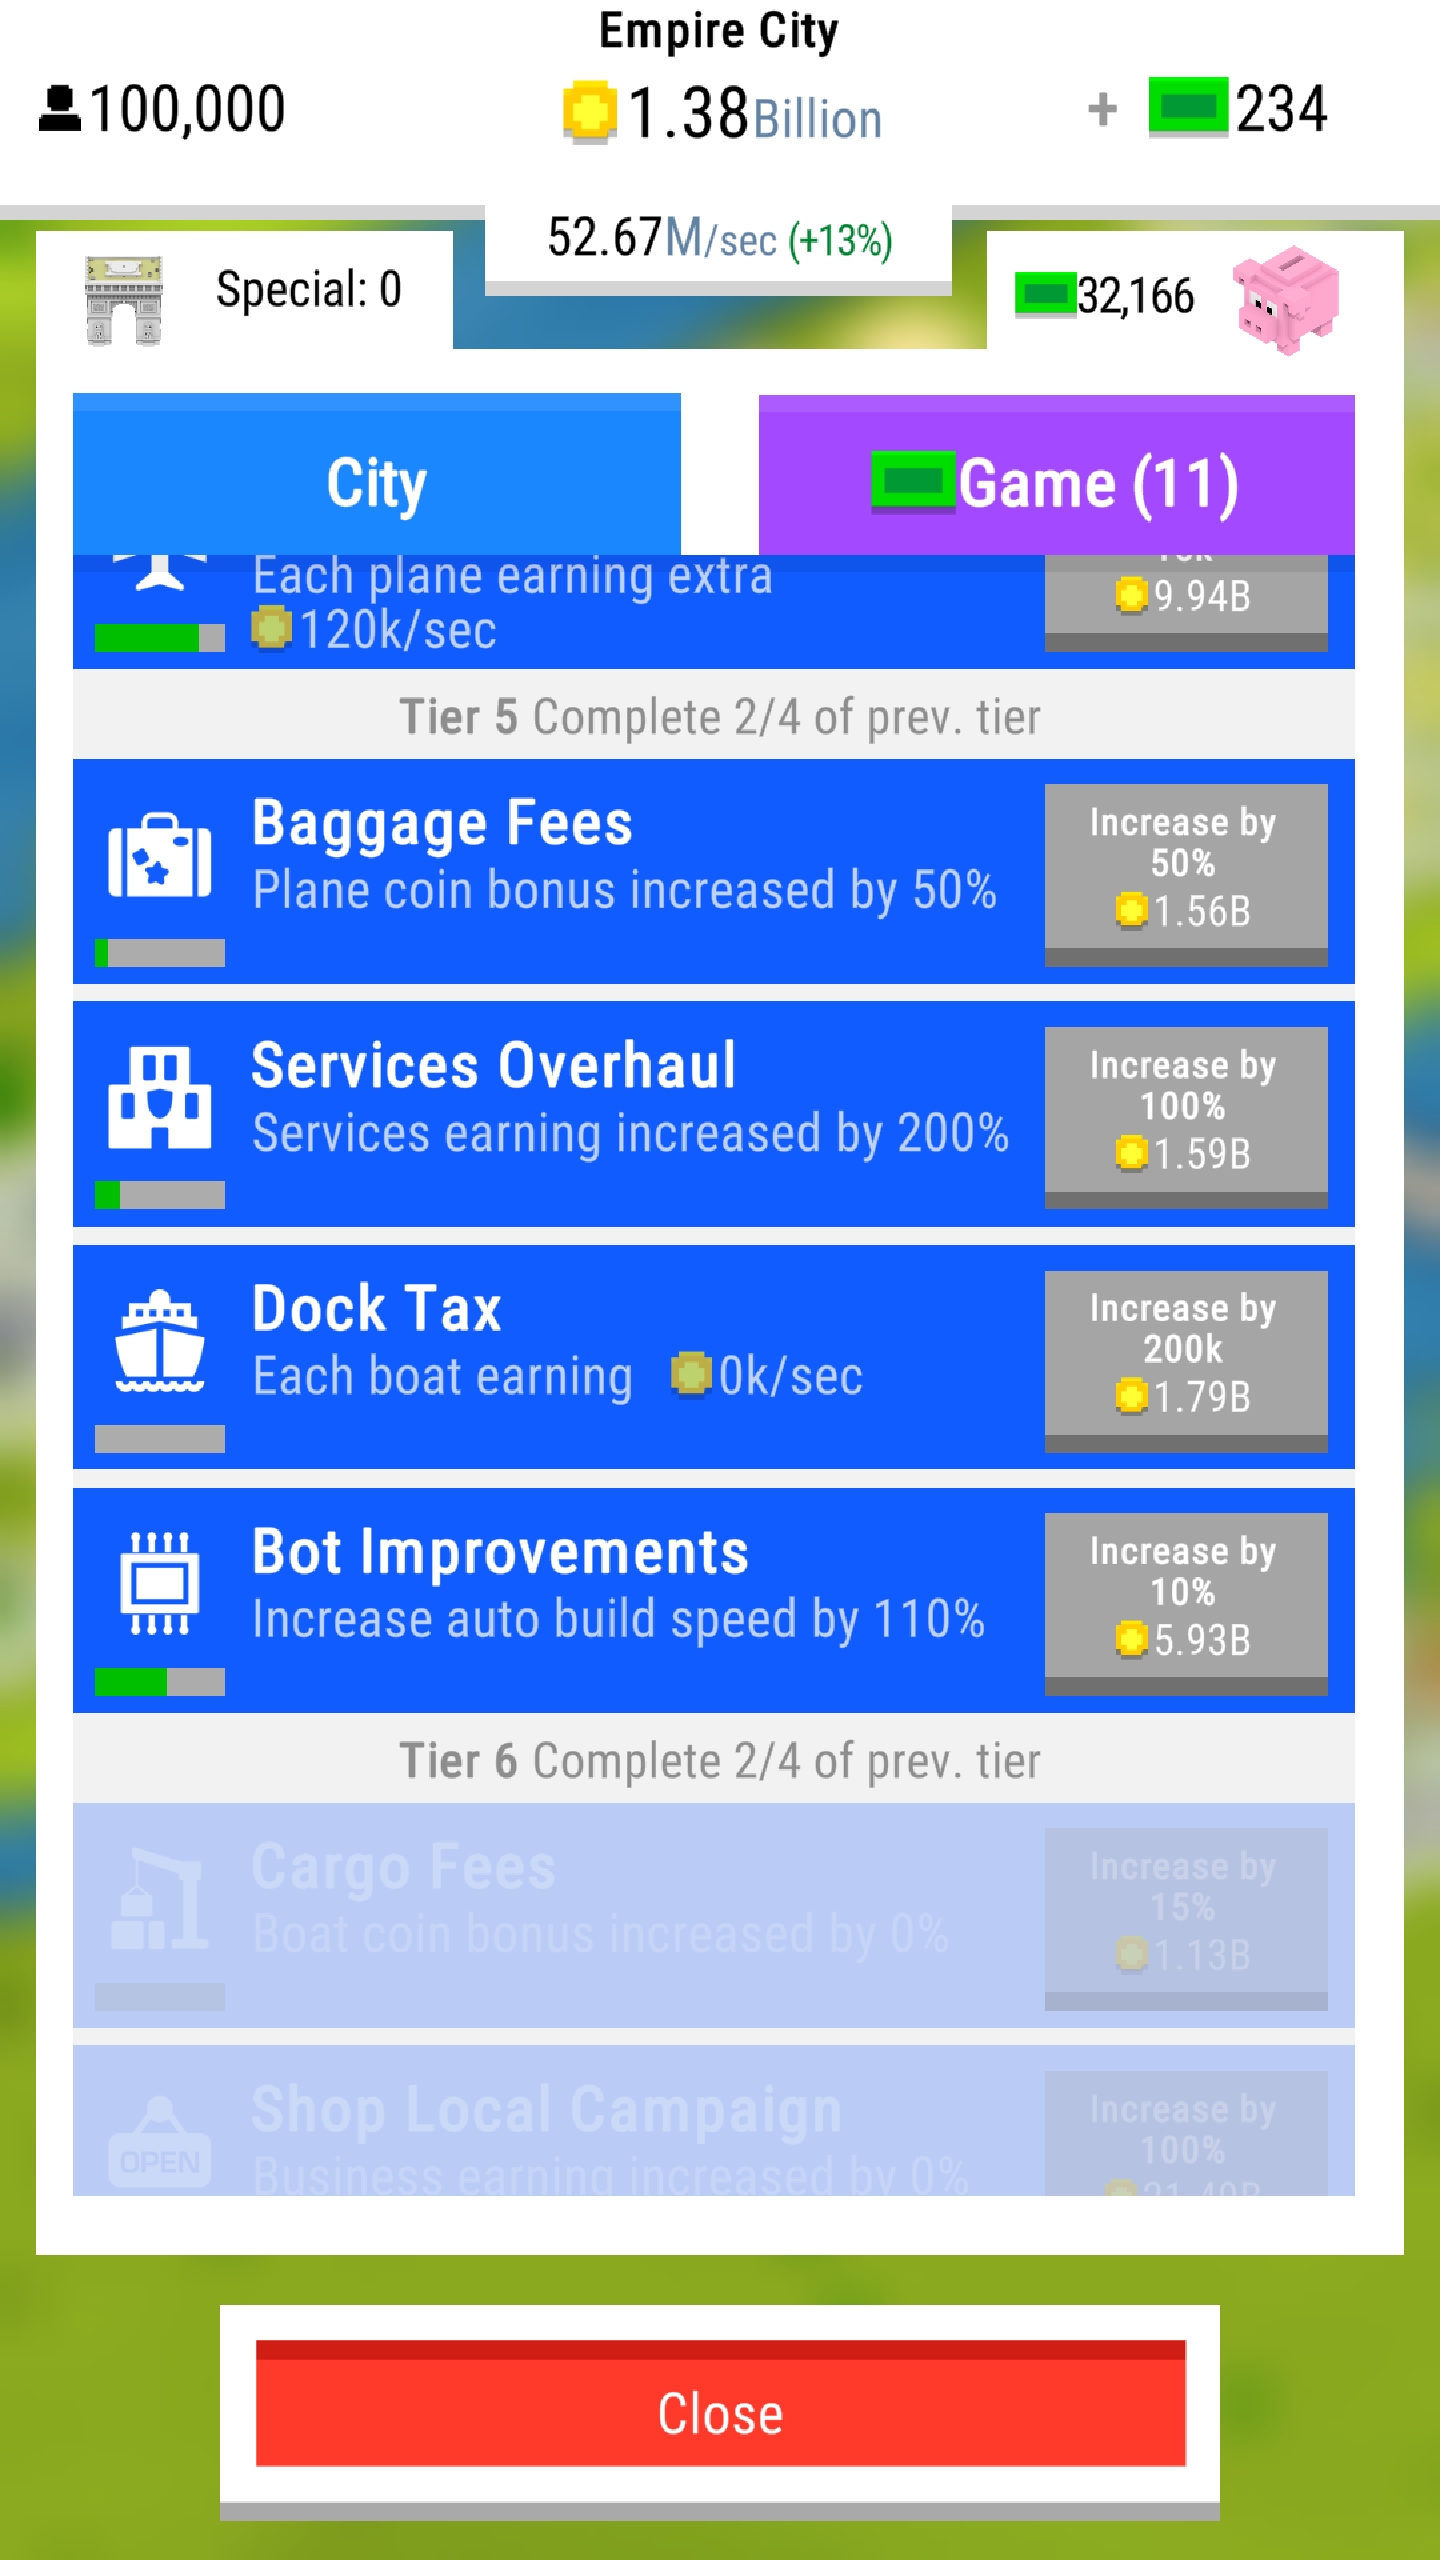 Empire City
100,000
1.38Billion
+ 234
52.67M/sec (+13%)
Special: 0
32,166
City
Game (11)
Each plane earning extra
120k/sec
9.94B
Tier 5 Complete 2/4 of prev. tier
Baggage Fees
Plane coin bonus increased by 50%
Increase by
50%
1.56B
Services Overhaul
Services earning increased by 200%
Increase by
100%
1.59B
Dock Tax
Each boat earning 0k/sec
Increase by
200k
1.79B
Bot Improvements
Increase auto build speed by 110%
Increase by
10%
5.93B
Tier 6 Complete 2/4 of prev. tier
Cargo Fees
Boat coin bonus increased by 0%
Increase by
15%
1.13B
Shop Local Campaign
OPEN
Business earning increased by 0%
Increase by
100%
Close